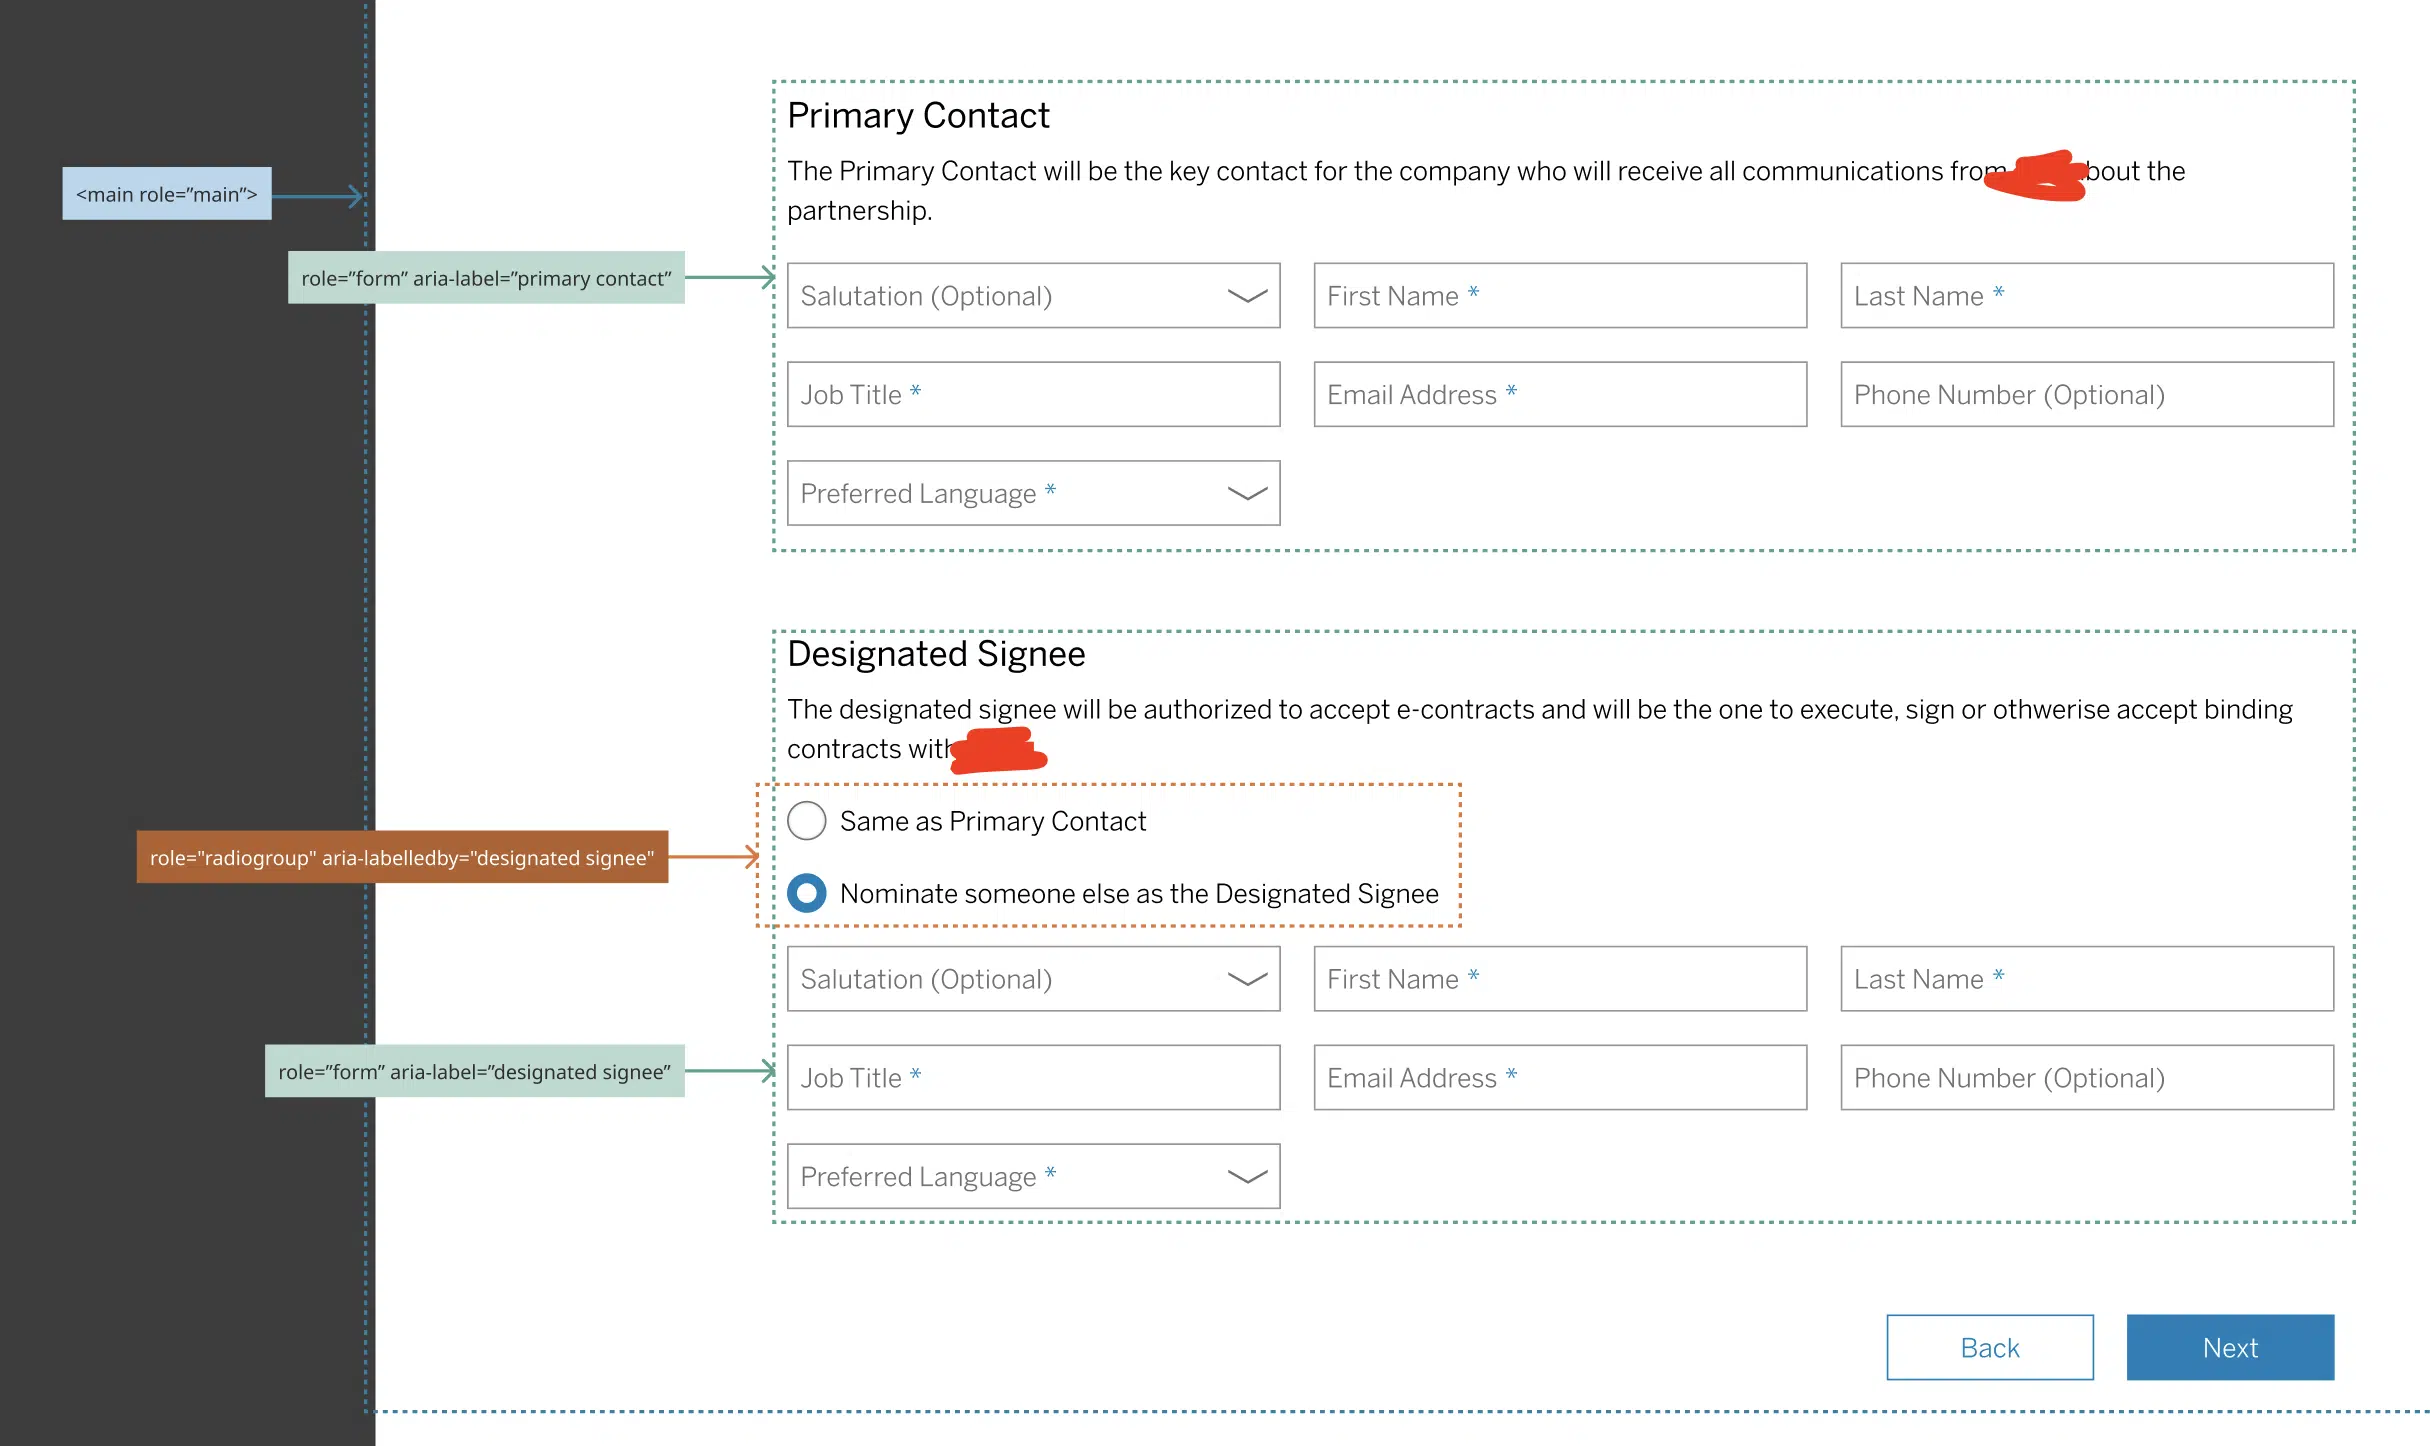 Primary Contact
The Primary Contact will be the key contact for the company who will receive all communications from about the
partnership.
<main role=”main”>
role=”form” aria-label=”primary contact”
Salutation (Optional)
First Name *
Last Name *
Job Title *
Email Address *
Phone Number (Optional)
Preferred Language *
Designated Signee
The designated signee will be authorized to accept e-contracts and will be the one to execute, sign or othwerise accept binding
contracts with
Same as Primary Contact
role="radiogroup" aria-labelledby="designated signee"
Nominate someone else as the Designated Signee
Salutation (Optional)
First Name *
Last Name *
role=”form” aria-label=”designated signee”
Job Title *
Email Address *
Phone Number (Optional)
Preferred Language *
Back
Next